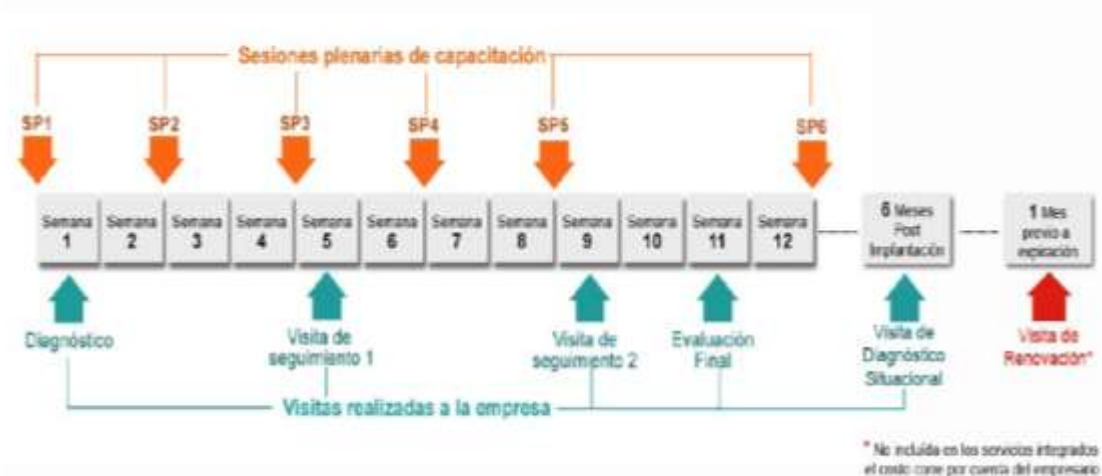 Sesiones plenarias de capacitación
SP1 SP2 SP3 SP4 SP5 SP6
Semana 1
Semana 2
Semana 3
Semana 4
Semana 5
Semana 6
Semana 7
Semana 8
Semana 9
Semana 10
Semana 11
Semana 12
6 Meses
Post
Implantación
1 Mes
previo a
expiración
Diagnóstico
Visita de
seguimiento 1
Visita de
seguimiento 2
Evaluación
Final
Visita de
Diagnóstico
Situacional
Visita de
Renovación*
Visitas realizadas a la empresa
* No incluida en los servicios integrados
el costo corre por cuenta del empresario